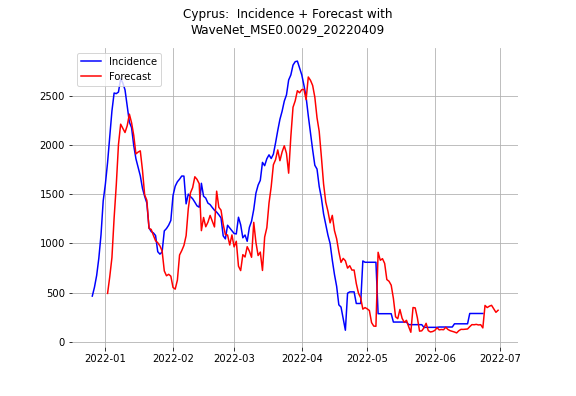 Cyprus:  Incidence + Forecast with
WaveNet_MSE0.0029_20220409
Incidence
Forecast
2500
2000
1500
1000
500
0
2022-01 2022-02 2022-03 2022-04 2022-05 2022-06 2022-07